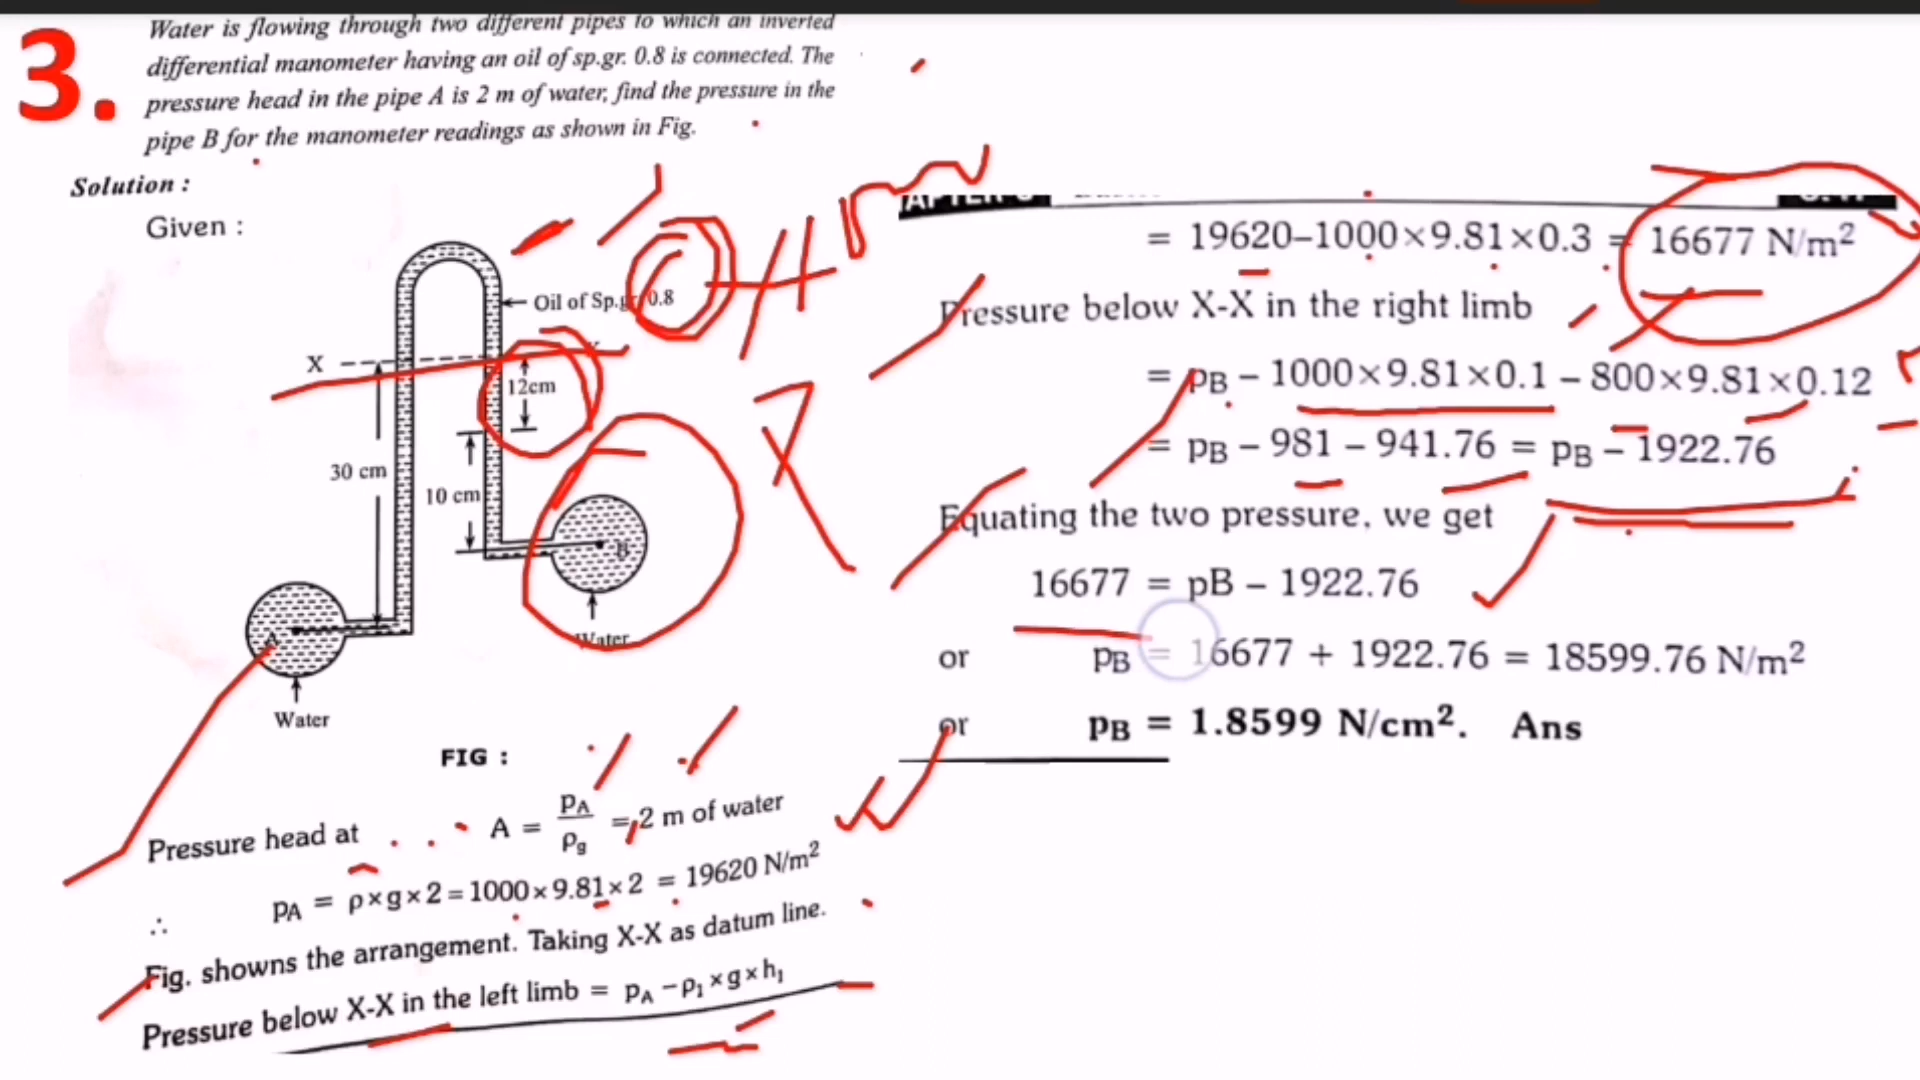 3.
Water is flowing through two different pipes to which an inverted
differential manometer having an oil of sp.gr. 0.8 is connected. The
pressure head in the pipe A is 2 m of water, find the pressure in the
pipe B for the manometer readings as shown in Fig.
Solution :
Given :
Oil of Sp.gr 0.8
X
12cm
30 cm
10 cm
B
Water
A
Water
FIG :
Pressure head at A = pA/ρg = 2 m of water
∴ pA = ρ×g×2 = 1000×9.81×2 = 19620 N/m²
Fig. showns the arrangement. Taking X-X as datum line.
Pressure below X-X in the left limb = pA − ρ1 ×g×h1
= 19620–1000×9.81×0.3 = 16677 N/m²
Pressure below X-X in the right limb
= pB – 1000×9.81×0.1 – 800×9.81×0.12
= pB – 981 – 941.76 = pB – 1922.76
Equating the two pressure, we get
16677 = pB – 1922.76
or pB = 16677 + 1922.76 = 18599.76 N/m²
or pB = 1.8599 N/cm². Ans